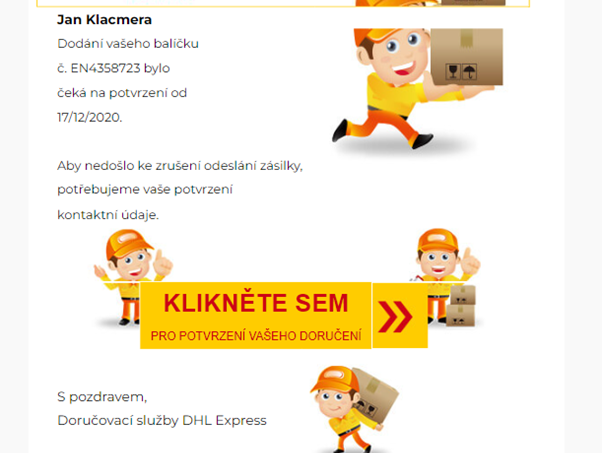 Jan Klacmera
Dodání vašeho balíčku
č. EN4358723 bylo
čeká na potvrzení od
17/12/2020.
Aby nedošlo ke zrušení odeslání zásilky,
potřebujeme vaše potvrzení
kontaktní údaje.
KLIKNĚTE SEM
PRO POTVRZENÍ VAŠEHO DORUČENÍ
S pozdravem,
Doručovací služby DHL Express